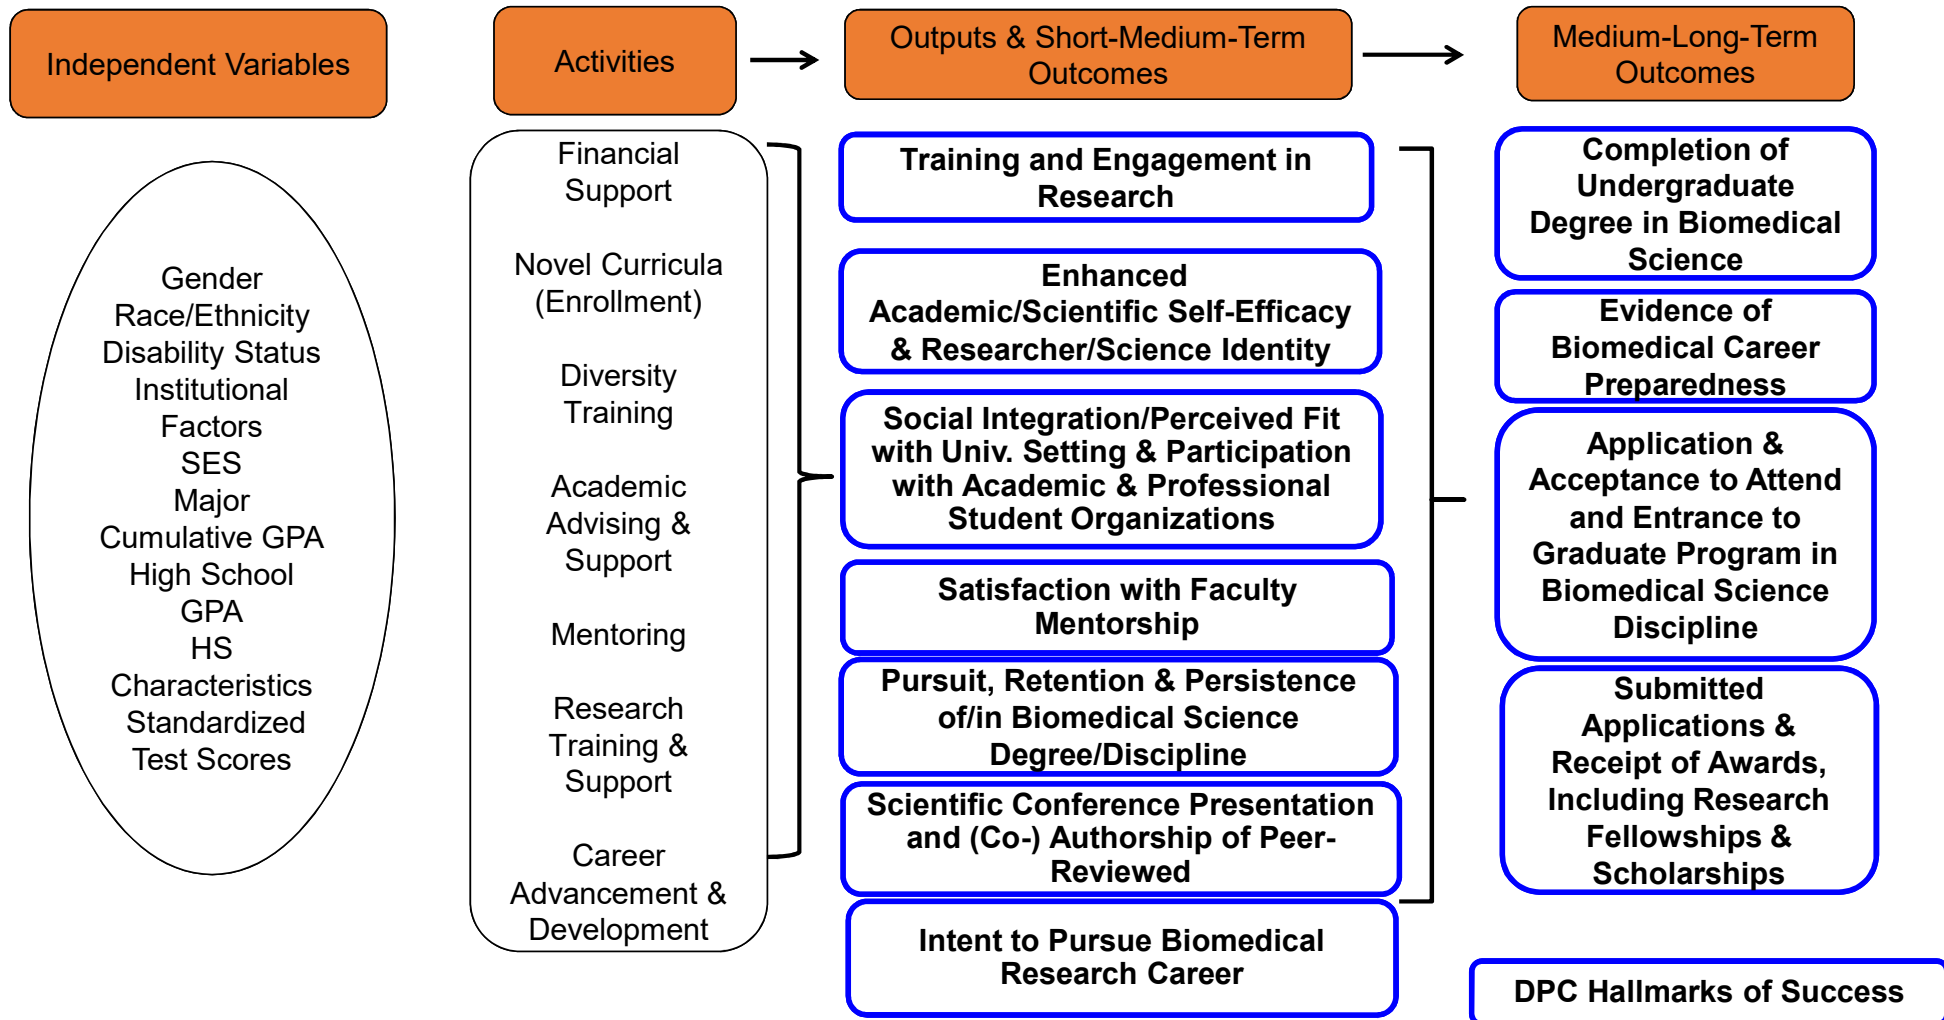 Independent Variables
Gender
Race/Ethnicity
Disability Status
Institutional
Factors
SES
Major
Cumulative GPA
High School
GPA
HS
Characteristics
Standardized
Test Scores
Activities
Financial
Support
Novel Curricula
(Enrollment)
Diversity
Training
Academic
Advising &
Support
Mentoring
Research
Training &
Support
Career
Advancement &
Development
Outputs & Short-Medium-Term
Outcomes
Training and Engagement in
Research
Enhanced
Academic/Scientific Self-Efficacy
& Researcher/Science Identity
Social Integration/Perceived Fit
with Univ. Setting & Participation
with Academic & Professional
Student Organizations
Satisfaction with Faculty
Mentorship
Pursuit, Retention & Persistence
of/in Biomedical Science
Degree/Discipline
Scientific Conference Presentation
and (Co-) Authorship of Peer-
Reviewed
Intent to Pursue Biomedical
Research Career
Medium-Long-Term
Outcomes
Completion of
Undergraduate
Degree in Biomedical
Science
Evidence of
Biomedical Career
Preparedness
Application &
Acceptance to Attend
and Entrance to
Graduate Program in
Biomedical Science
Discipline
Submitted
Applications &
Receipt of Awards,
Including Research
Fellowships &
Scholarships
DPC Hallmarks of Success